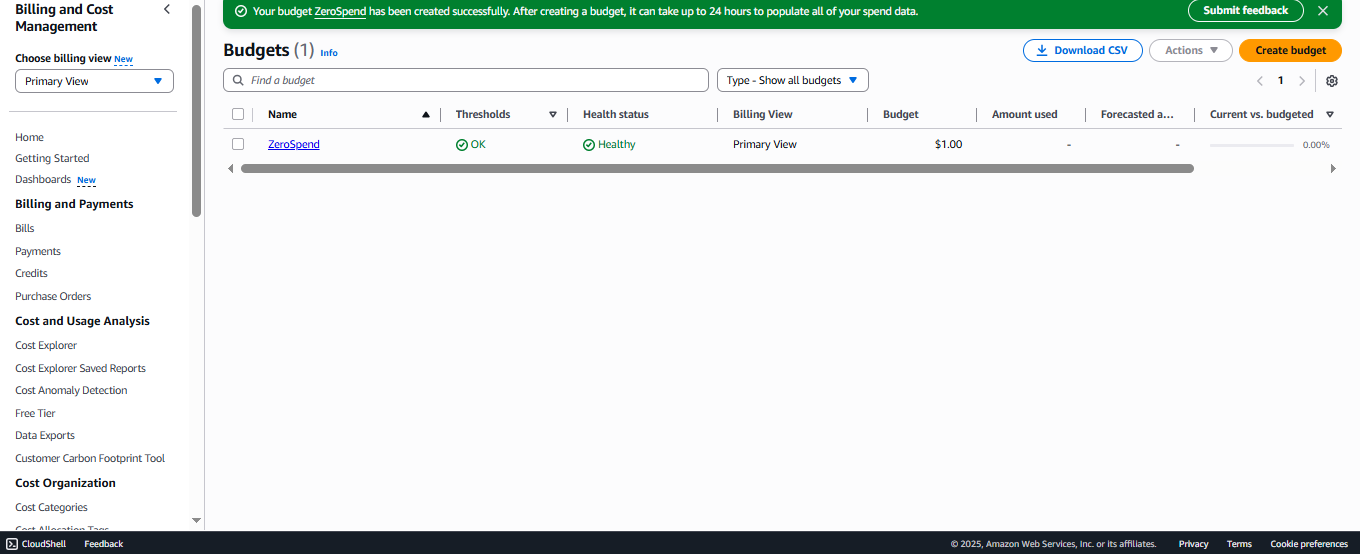 Billing and Cost
Management
Choose billing view New
Primary View
Home
Getting Started
Dashboards New
Billing and Payments
Bills
Payments
Credits
Purchase Orders
Cost and Usage Analysis
Cost Explorer
Cost Explorer Saved Reports
Cost Anomaly Detection
Free Tier
Data Exports
Customer Carbon Footprint Tool
Cost Organization
Cost Categories
Cost Allocation Tags
Your budget ZeroSpend has been created successfully. After creating a budget, it can take up to 24 hours to populate all of your spend data.
Submit feedback
Budgets (1) Info
Download CSV
Actions
Create budget
Find a budget
Type - Show all budgets
1
Name Thresholds Health status Billing View Budget Amount used Forecasted a... Current vs. budgeted
ZeroSpend OK Healthy Primary View $1.00 - - 0.00%
CloudShell Feedback © 2025, Amazon Web Services, Inc. or its affiliates. Privacy Terms Cookie preferences